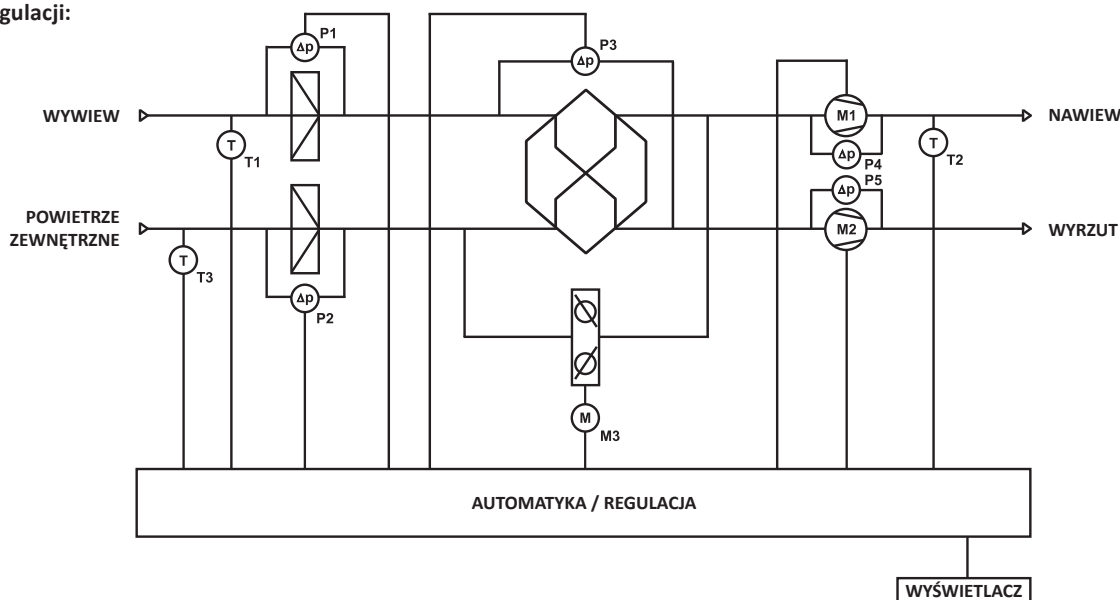 gulacji:
P1
Δp
P3
Δp
WYWIEW
M1
NAWIEW
T
T1
Δp
P4
T
T2
P5
Δp
POWIETRZE
ZEWNĘTRZNE
M2
WYRZUT
T
T3
Δp
P2
M
M3
AUTOMATYKA / REGULACJA
WYŚWIETLACZ